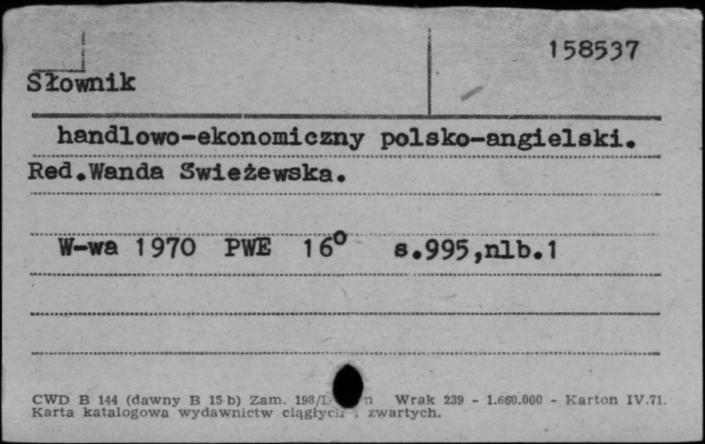 158537
Słownik
handlowo-ekonomiczny polsko-angielski.
Red.Wanda Swieżewska.
W-wa 1970 PWE 16° s.995,nlb.1
CWD B 144 (dawny B 15 b) Zam. Wrak 239 - 1.660.000 - Karton IV.71.
Karta katalogowa wydawnictw ciągłych i zwartych.